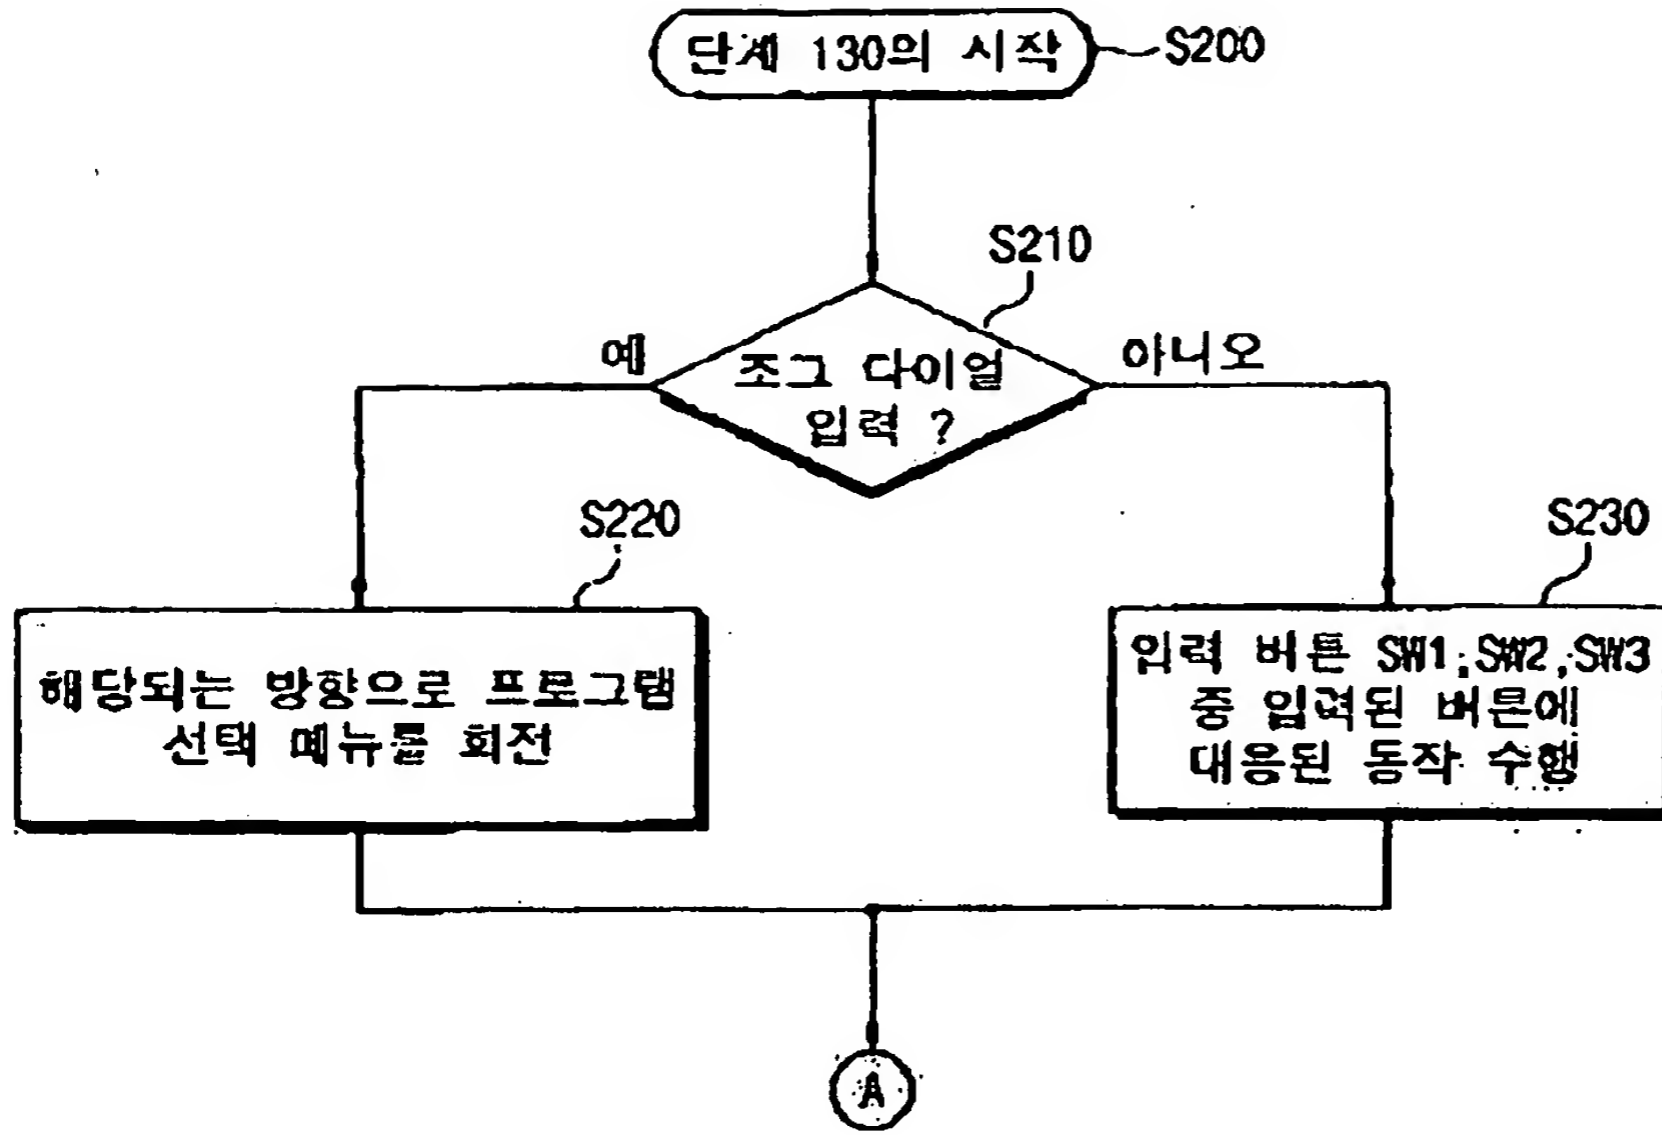 단계 130의 시작
S200
S210
예
조그 다이얼
입력 ?
아니오
S220
해당되는 방향으로 프로그램
선택 메뉴를 회전
S230
입력 버튼 SW1,SW2,SW3
중 입력된 버튼에
대응된 동작 수행
A